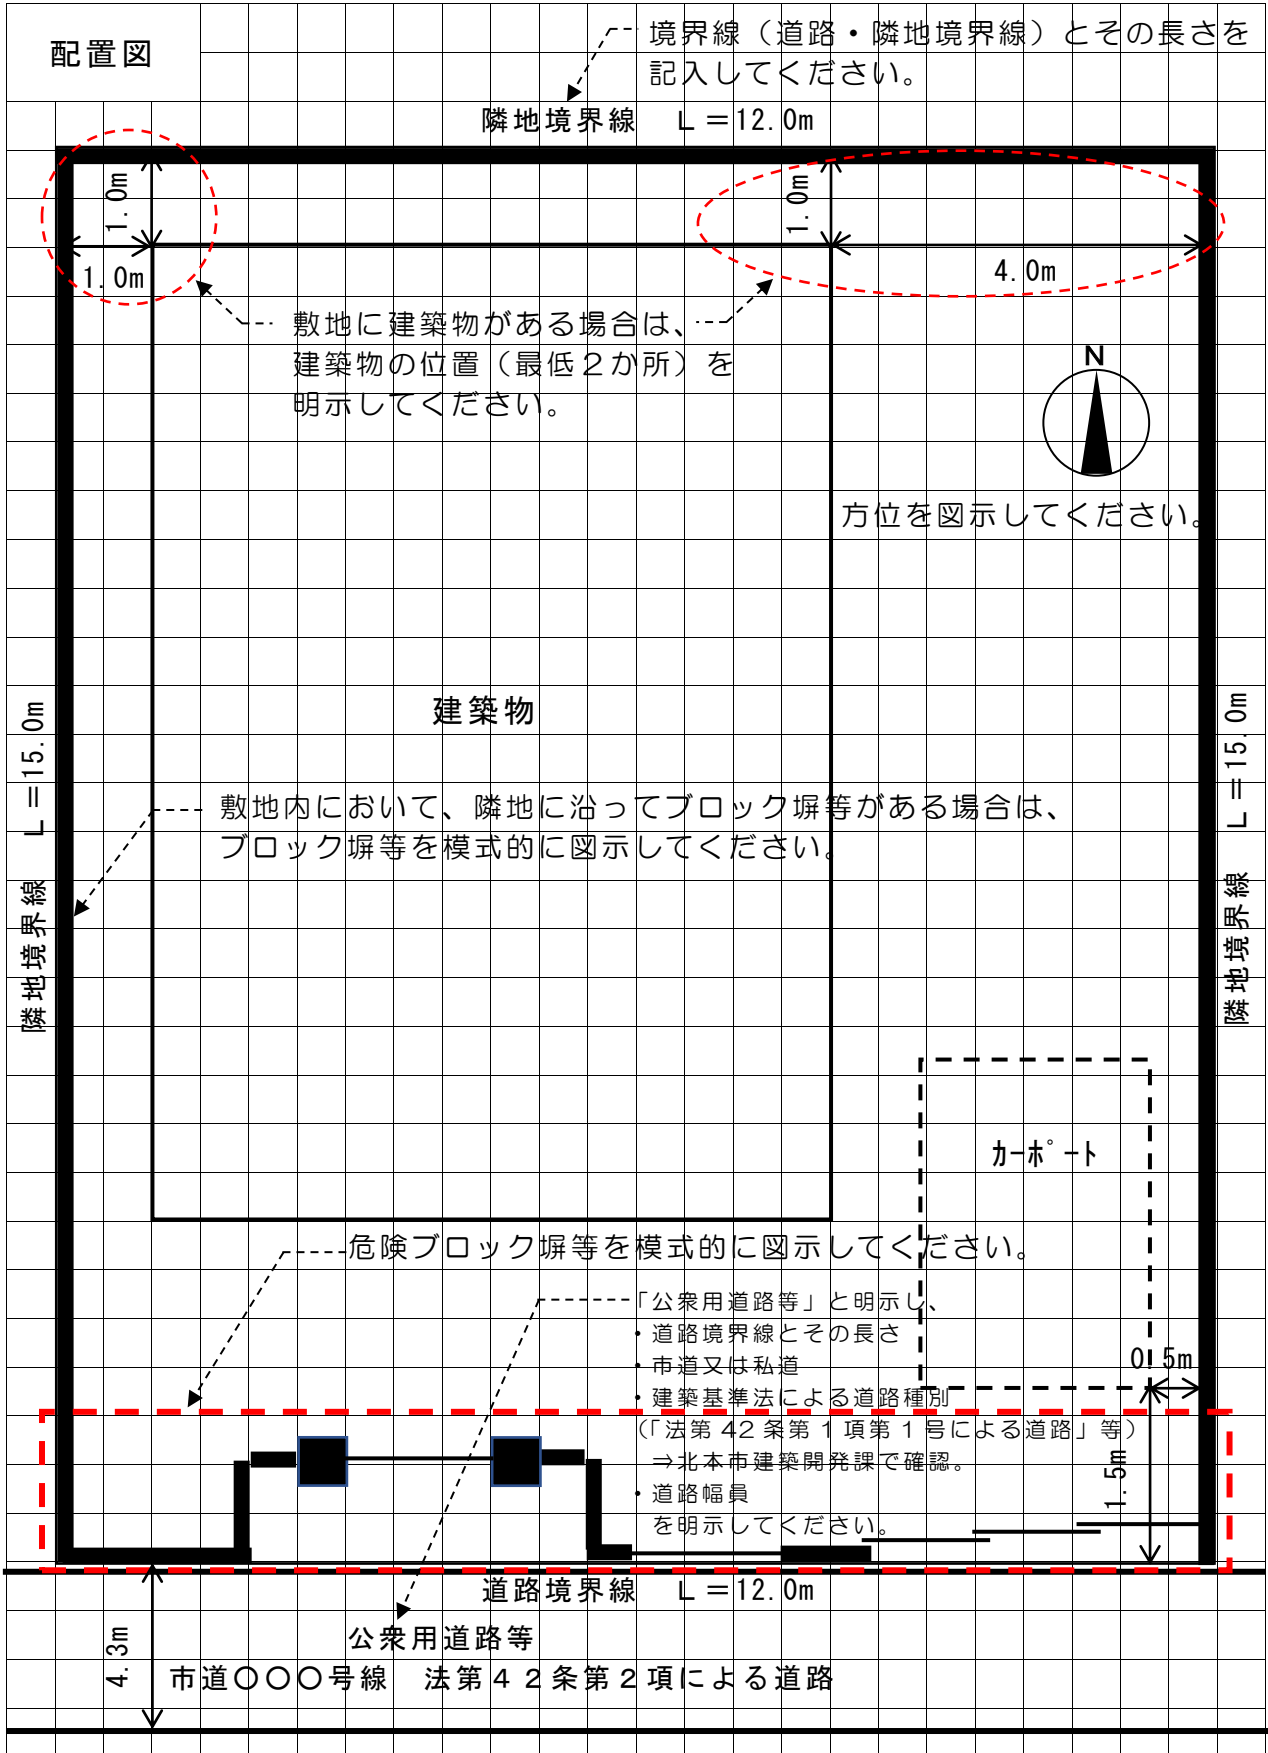 配置図
境界線（道路・隣地境界線）とその長さを
記入してください。
隣地境界線　Ｌ＝12.0m
1.0m
1.0m
1.0m
4.0m
敷地に建築物がある場合は、
建築物の位置（最低２か所）を
明示してください。
N
方位を図示してください。
建築物
隣地境界線　Ｌ＝15.0m
隣地境界線　Ｌ＝15.0m
敷地内において、隣地に沿ってブロック塀等がある場合は、
ブロック塀等を模式的に図示してください。
ｶｰﾎﾟｰﾄ
危険ブロック塀等を模式的に図示してください。
「公衆用道路等」と明示し、
・道路境界線とその長さ
・市道又は私道
・建築基準法による道路種別
（「法第 42 条第 1 項第 1 号による道路」等）
⇒北本市建築開発課で確認。
・道路幅員
を明示してください。
0.5m
1.5m
道路境界線　Ｌ＝12.0m
4.3m
公衆用道路等
市道〇〇〇号線　法第４２条第２項による道路